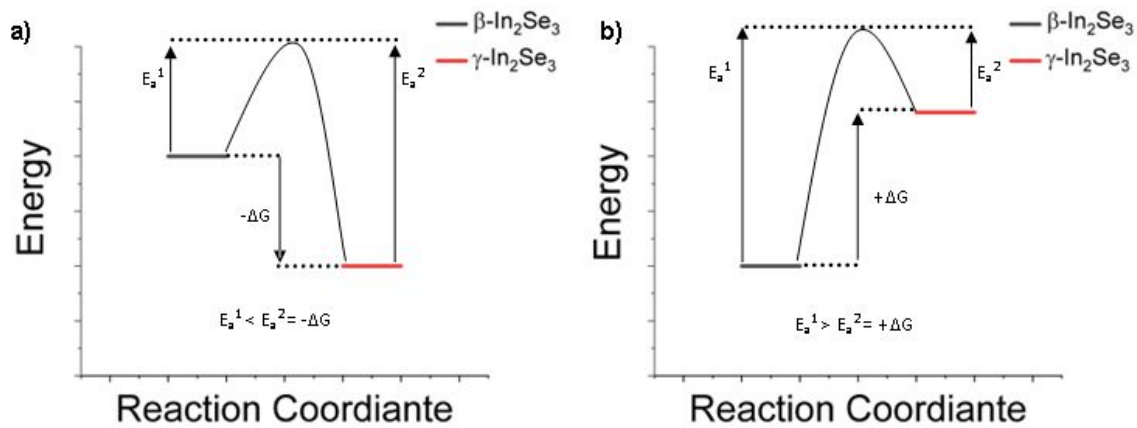 a)
β-In₂Se₃
γ-In₂Se₃
Eₐ¹
Eₐ²
-ΔG
Eₐ¹ < Eₐ² = -ΔG
Energy
Reaction Coordiante
b)
β-In₂Se₃
γ-In₂Se₃
Eₐ¹
Eₐ²
+ΔG
Eₐ¹ > Eₐ² = +ΔG
Energy
Reaction Coordiante